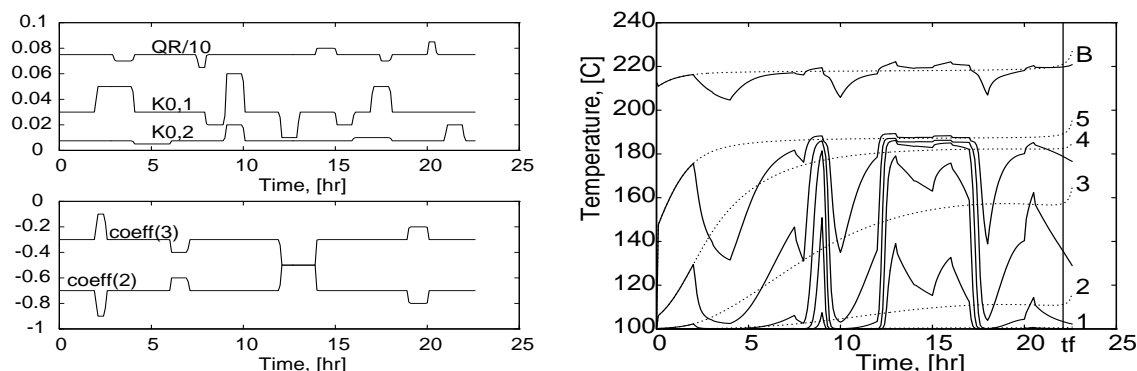 0.1
0.08
0.06
0.04
0.02
0
QR/10
K0,1
K0,2
0 5 10 15 20 25
Time, [hr]
0
-0.2
-0.4
-0.6
-0.8
-1
coeff(3)
coeff(2)
0 5 10 15 20 25
Time, [hr]
Temperature, [C]
240
220
200
180
160
140
120
100
B
5
4
3
2
1
0 5 10 15 20 tf 25
Time, [hr]